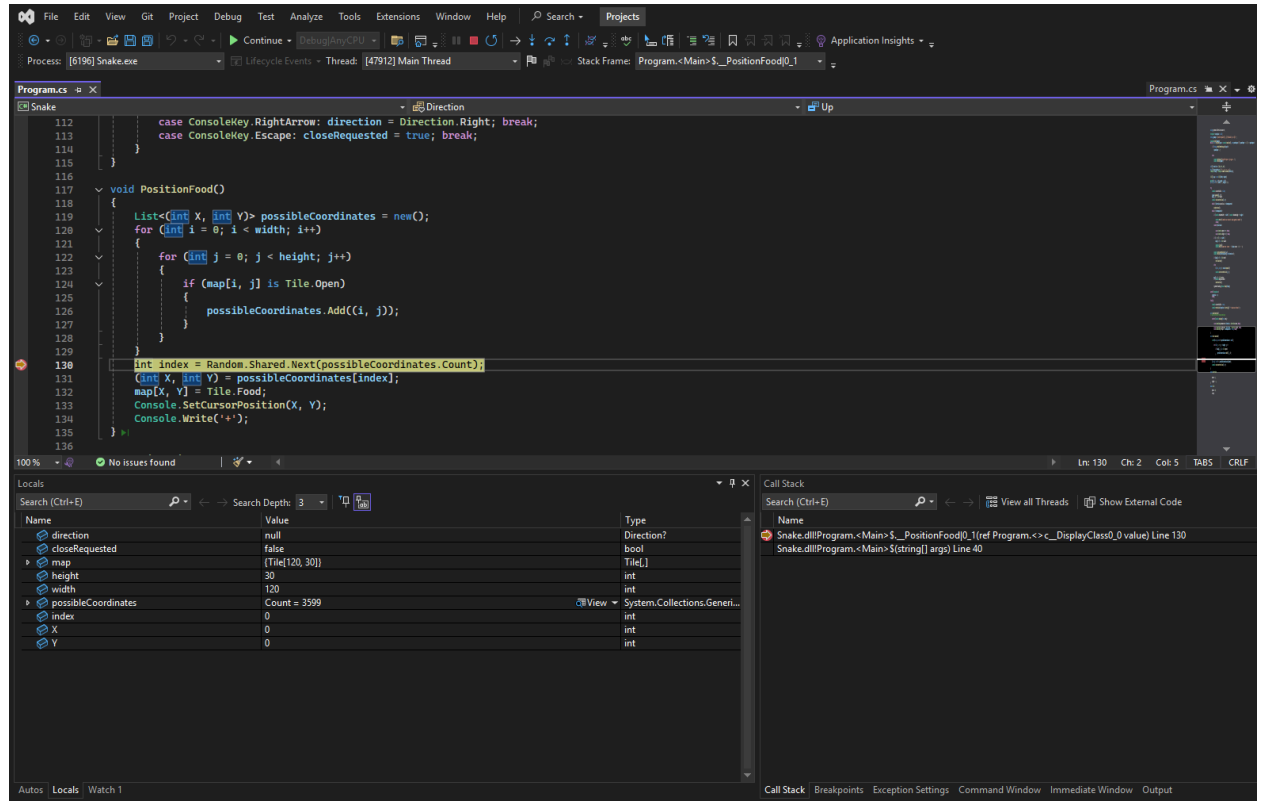 File Edit View Git Project Debug Test Analyze Tools Extensions Window Help Search Projects
Continue Debug|AnyCPU Application Insights
Process: [6196] Snake.exe Lifecycle Events Thread: [47912] Main Thread Stack Frame: Program.<Main>$.__PositionFood|0_1
Program.cs Program.cs
Snake Direction Up
112 case ConsoleKey.RightArrow: direction = Direction.Right; break;
113 case ConsoleKey.Escape: closeRequested = true; break;
114 }
115 }
116
117 void PositionFood()
118 {
119 List<(int X, int Y)> possibleCoordinates = new();
120 for (int i = 0; i < width; i++)
121 {
122 for (int j = 0; j < height; j++)
123 {
124 if (map[i, j] is Tile.Open)
125 {
126 possibleCoordinates.Add((i, j));
127 }
128 }
129 }
130 int index = Random.Shared.Next(possibleCoordinates.Count);
131 (int X, int Y) = possibleCoordinates[index];
132 map[X, Y] = Tile.Food;
133 Console.SetCursorPosition(X, Y);
134 Console.Write('+');
135 }
136
100 % No issues found Ln: 130 Ch: 2 Col: 5 TABS CRLF
Locals
Search (Ctrl+E) Search Depth: 3
Name Value Type
direction null Direction?
closeRequested false bool
map {Tile[120, 30]} Tile[,]
height 30 int
width 120 int
possibleCoordinates Count = 3599 View System.Collections.Generi...
index 0 int
X 0 int
Y 0 int
Autos Locals Watch 1
Call Stack
Search (Ctrl+E) View all Threads Show External Code
Name
Snake.dll!Program.<Main>$.__PositionFood|0_1(ref Program.<>c__DisplayClass0_0 value) Line 130
Snake.dll!Program.<Main>$(string[] args) Line 40
Call Stack Breakpoints Exception Settings Command Window Immediate Window Output